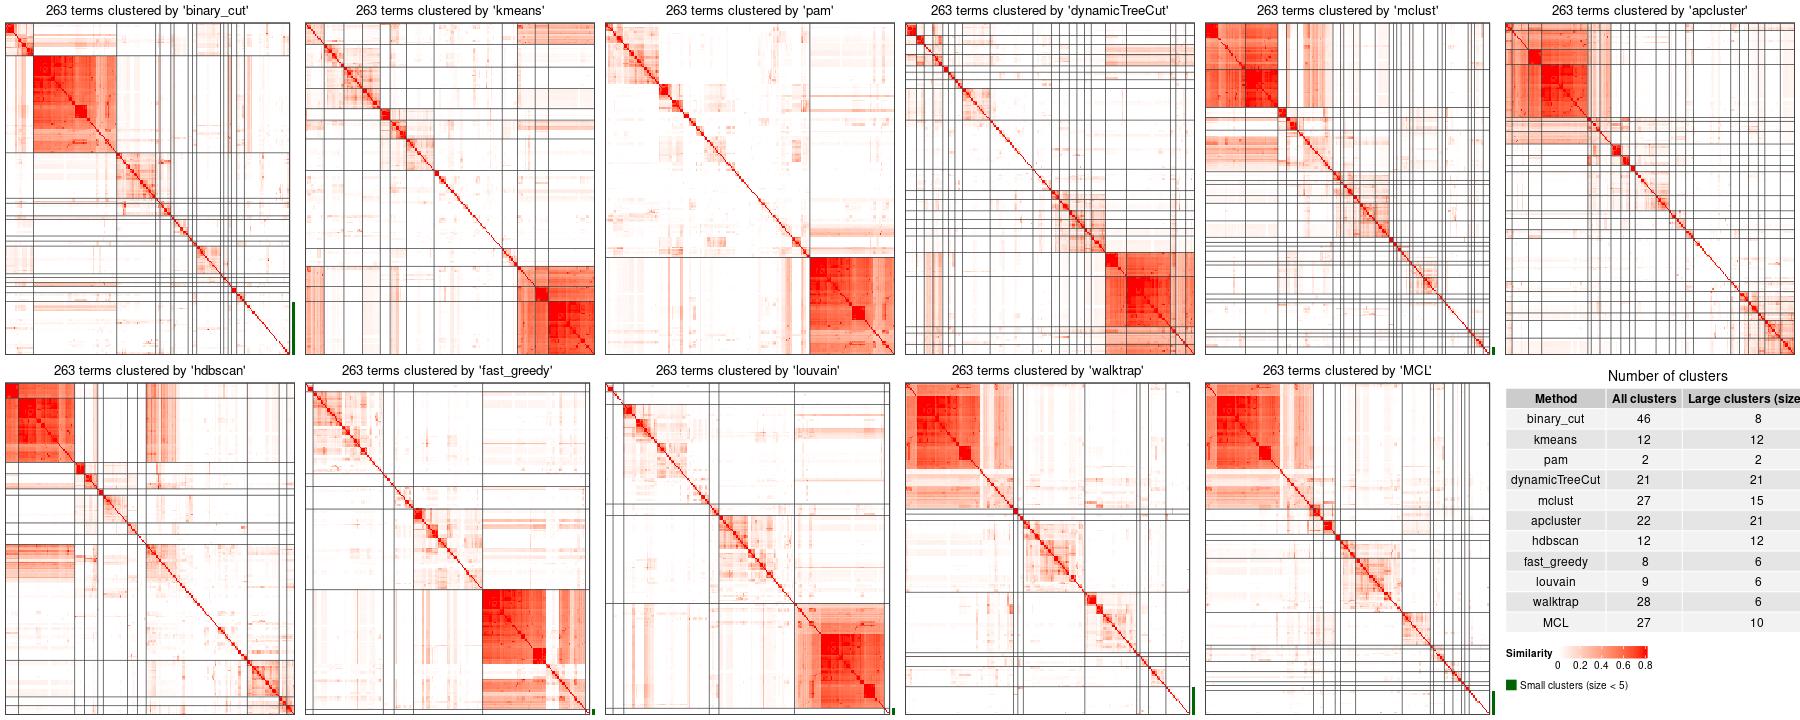 263 terms clustered by 'binary_cut'
263 terms clustered by 'kmeans'
263 terms clustered by 'pam'
263 terms clustered by 'dynamicTreeCut'
263 terms clustered by 'mclust'
263 terms clustered by 'apcluster'
263 terms clustered by 'hdbscan'
263 terms clustered by 'fast_greedy'
263 terms clustered by 'louvain'
263 terms clustered by 'walktrap'
263 terms clustered by 'MCL'
Number of clusters
Method All clusters Large clusters (size
binary_cut 46 8
kmeans 12 12
pam 2 2
dynamicTreeCut 21 21
mclust 27 15
apcluster 22 21
hdbscan 12 12
fast_greedy 8 6
louvain 9 6
walktrap 28 6
MCL 27 10
Similarity
0 0.2 0.4 0.6 0.8
Small clusters (size < 5)